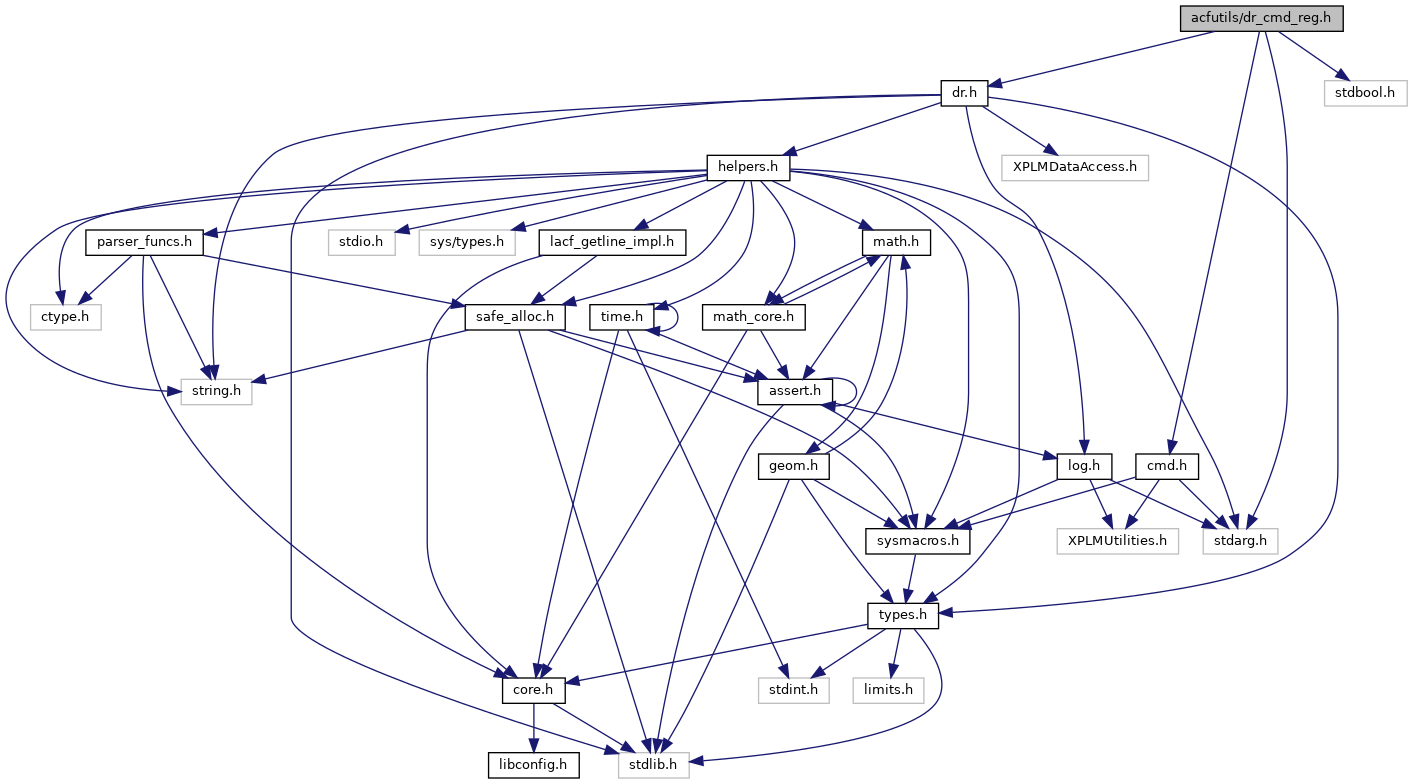 acfutils/dr_cmd_reg.h
dr.h
stdbool.h
helpers.h
XPLMDataAccess.h
parser_funcs.h
stdio.h
sys/types.h
lacf_getline_impl.h
math.h
ctype.h
safe_alloc.h
time.h
math_core.h
string.h
assert.h
geom.h
log.h
cmd.h
sysmacros.h
XPLMUtilities.h
stdarg.h
types.h
core.h
stdint.h
limits.h
libconfig.h
stdlib.h